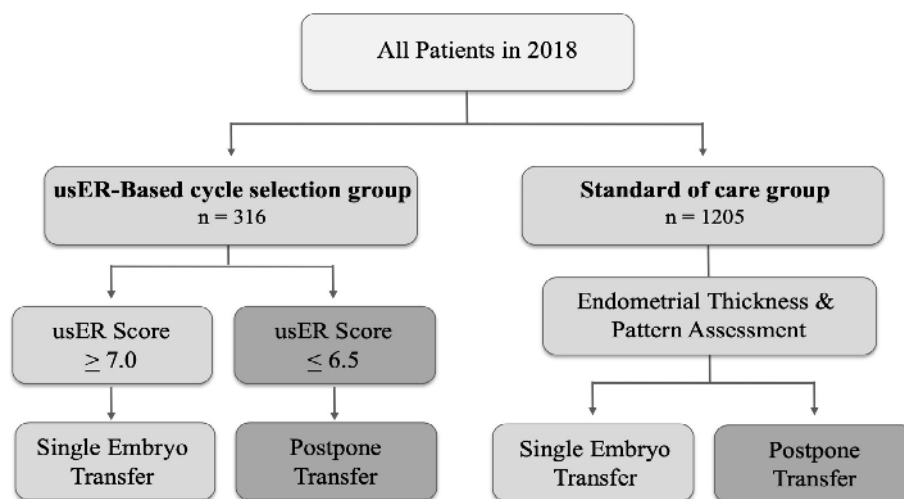 All Patients in 2018
usER-Based cycle selection group
n = 316
Standard of care group
n = 1205
usER Score
≥ 7.0
usER Score
≤ 6.5
Endometrial Thickness &
Pattern Assessment
Single Embryo
Transfer
Postpone
Transfer
Single Embryo
Transfer
Postpone
Transfer